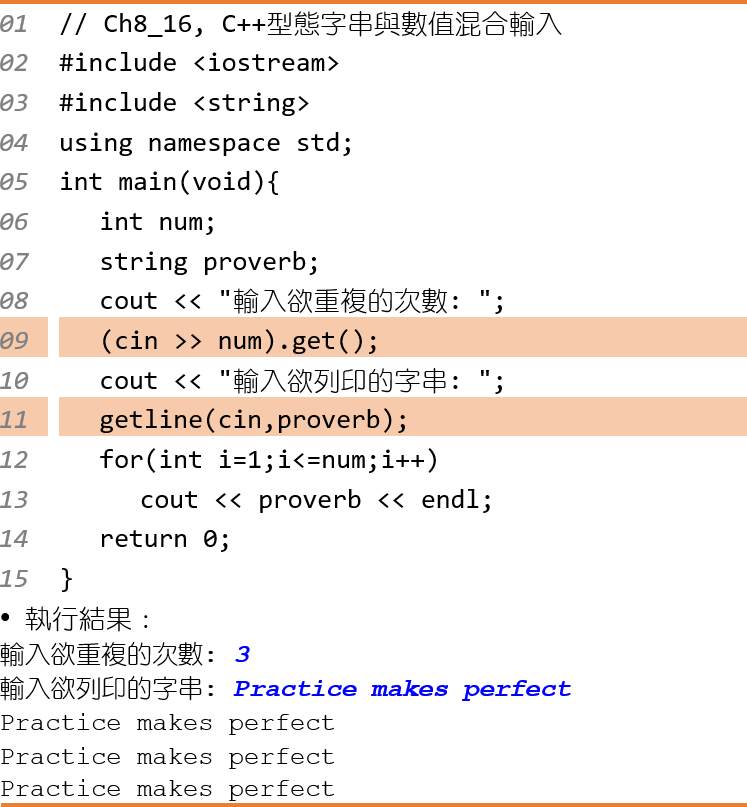 01 // Ch8_16, C++型態字串與數值混合輸入
02 #include <iostream>
03 #include <string>
04 using namespace std;
05 int main(void){
06 int num;
07 string proverb;
08 cout << "輸入欲重複的次數: ";
09 (cin >> num).get();
10 cout << "輸入欲列印的字串: ";
11 getline(cin,proverb);
12 for(int i=1;i<=num;i++)
13 cout << proverb << endl;
14 return 0;
15 }
• 執行結果：
輸入欲重複的次數: 3
輸入欲列印的字串: Practice makes perfect
Practice makes perfect
Practice makes perfect
Practice makes perfect